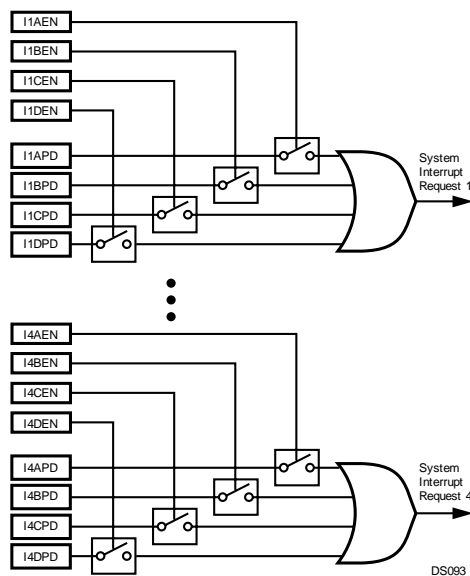 I1AEN
I1BEN
I1CEN
I1DEN
I1APD
I1BPD
I1CPD
I1DPD
System
Interrupt
Request 1
I4AEN
I4BEN
I4CEN
I4DEN
I4APD
I4BPD
I4CPD
I4DPD
System
Interrupt
Request 4
DS093